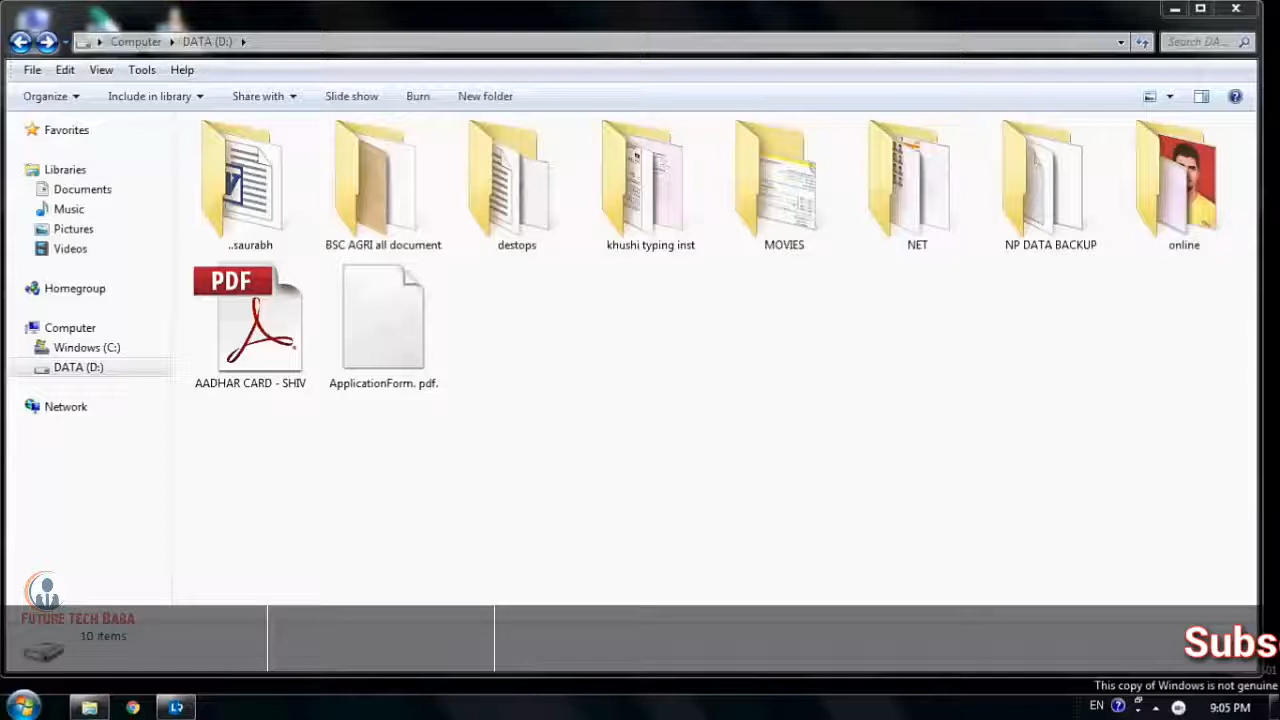 Computer
DATA (D:)
Search DA...
File Edit View Tools Help
Organize Include in library Share with Slide show Burn New folder
Favorites
Libraries
Documents
Music
Pictures
Videos
Homegroup
Computer
Windows (C:)
DATA (D:)
Network
..saurabh
BSC AGRI all document
destops
khushi typing inst
MOVIES
NET
NP DATA BACKUP
online
PDF
AADHAR CARD - SHIV
ApplicationForm. pdf.
FUTURE TECH BABA
10 items
Subs
This copy of Windows is not genuine
EN
9:05 PM